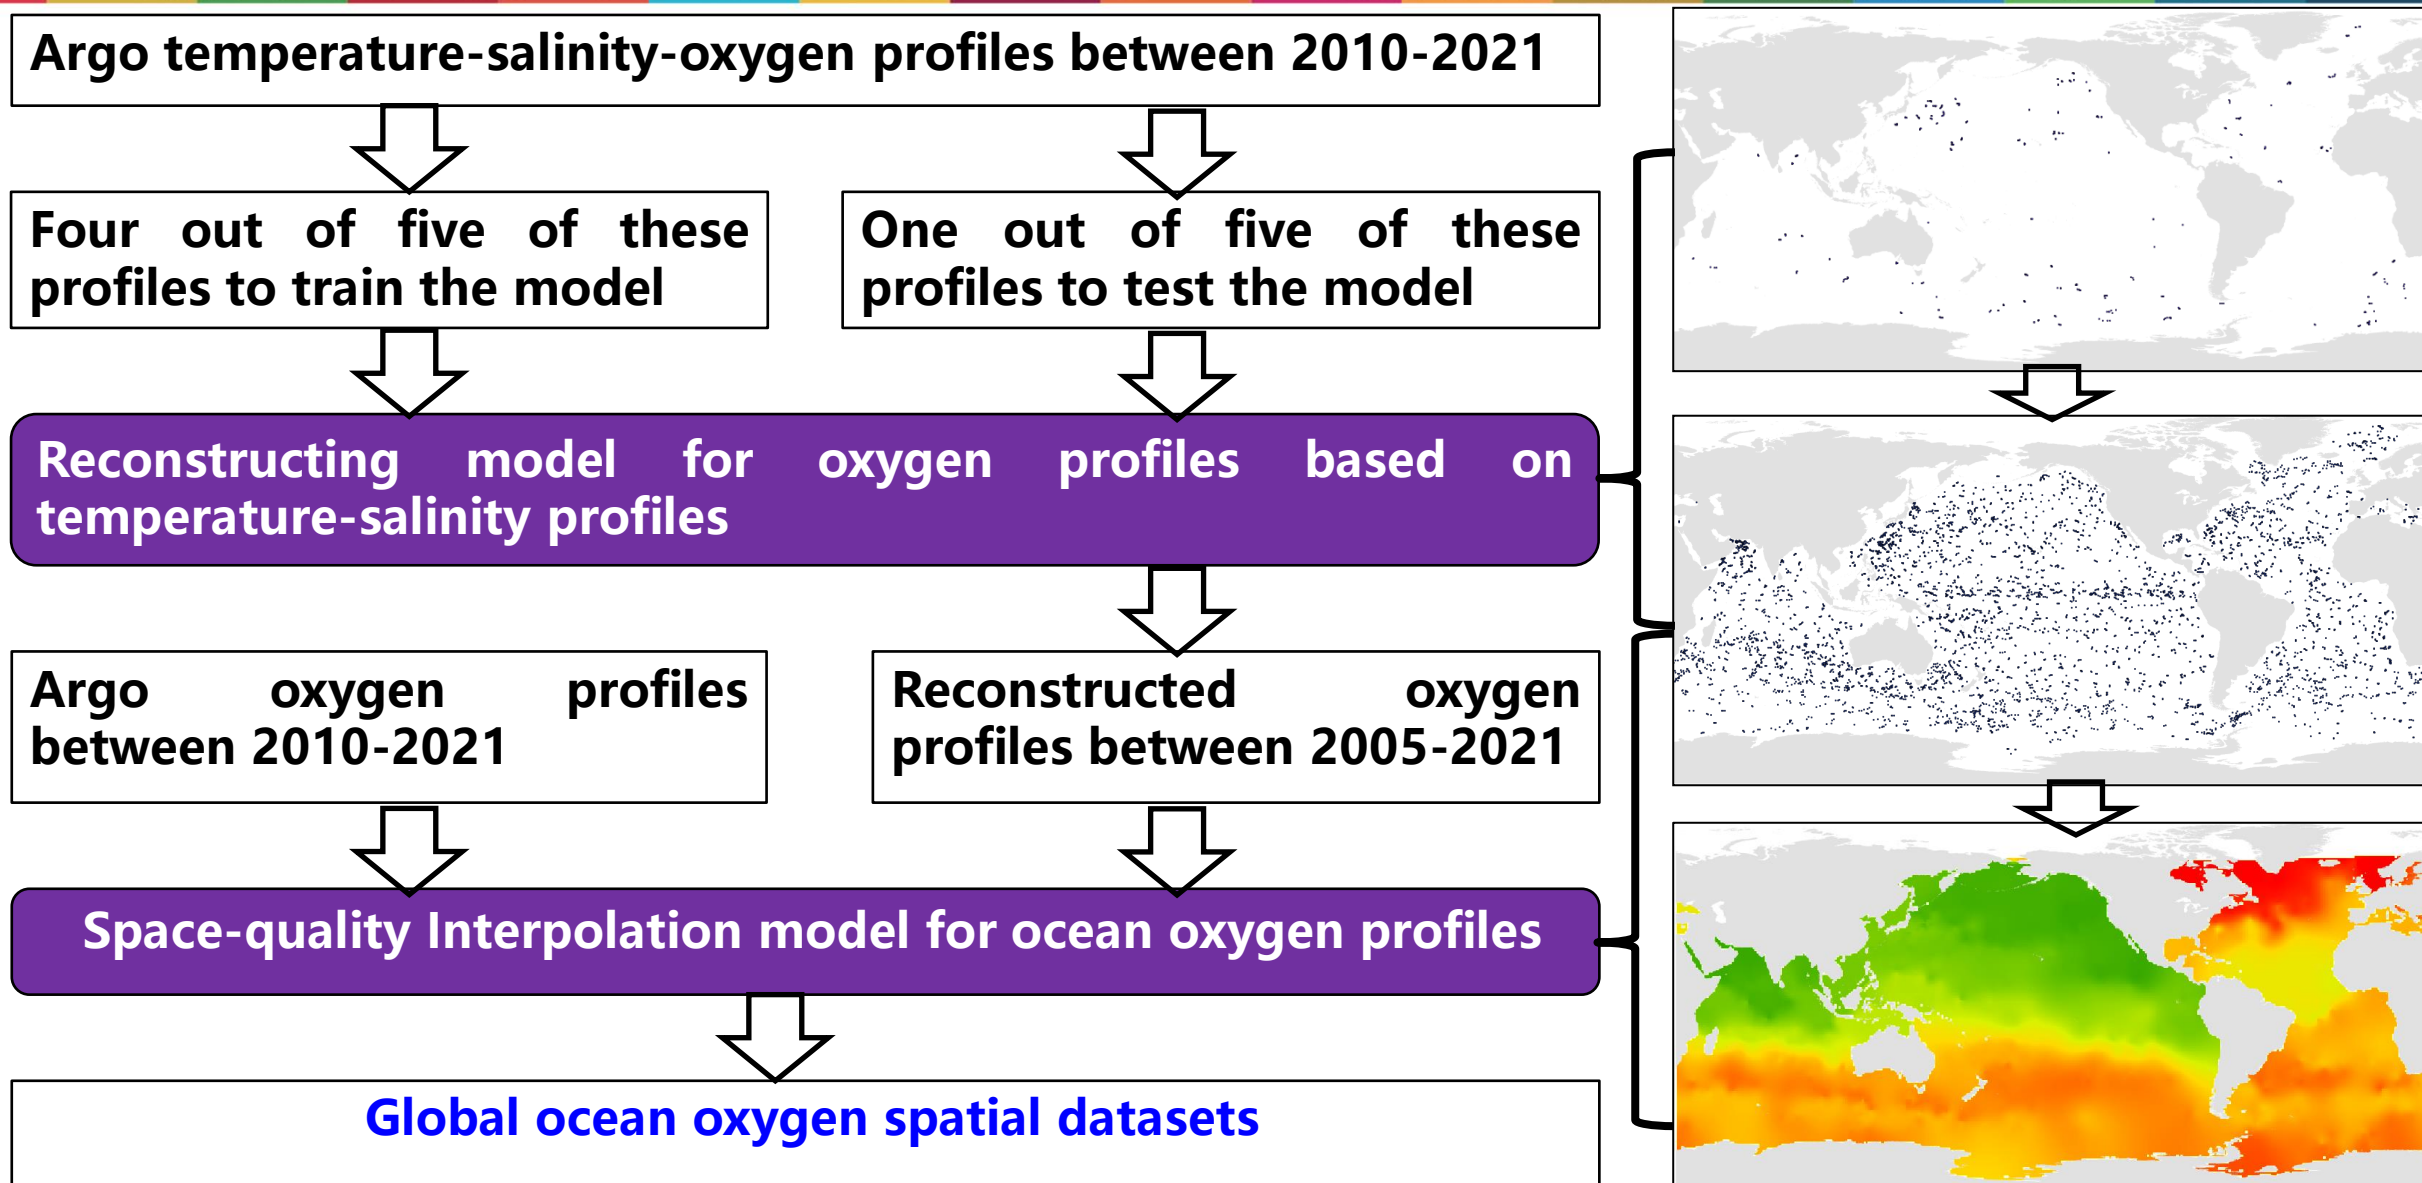 Argo temperature-salinity-oxygen profiles between 2010-2021
Four out of five of these
profiles to train the model
One out of five of these
profiles to test the model
Reconstructing model for oxygen profiles based on
temperature-salinity profiles
Argo oxygen profiles
between 2010-2021
Reconstructed oxygen
profiles between 2005-2021
Space-quality Interpolation model for ocean oxygen profiles
Global ocean oxygen spatial datasets